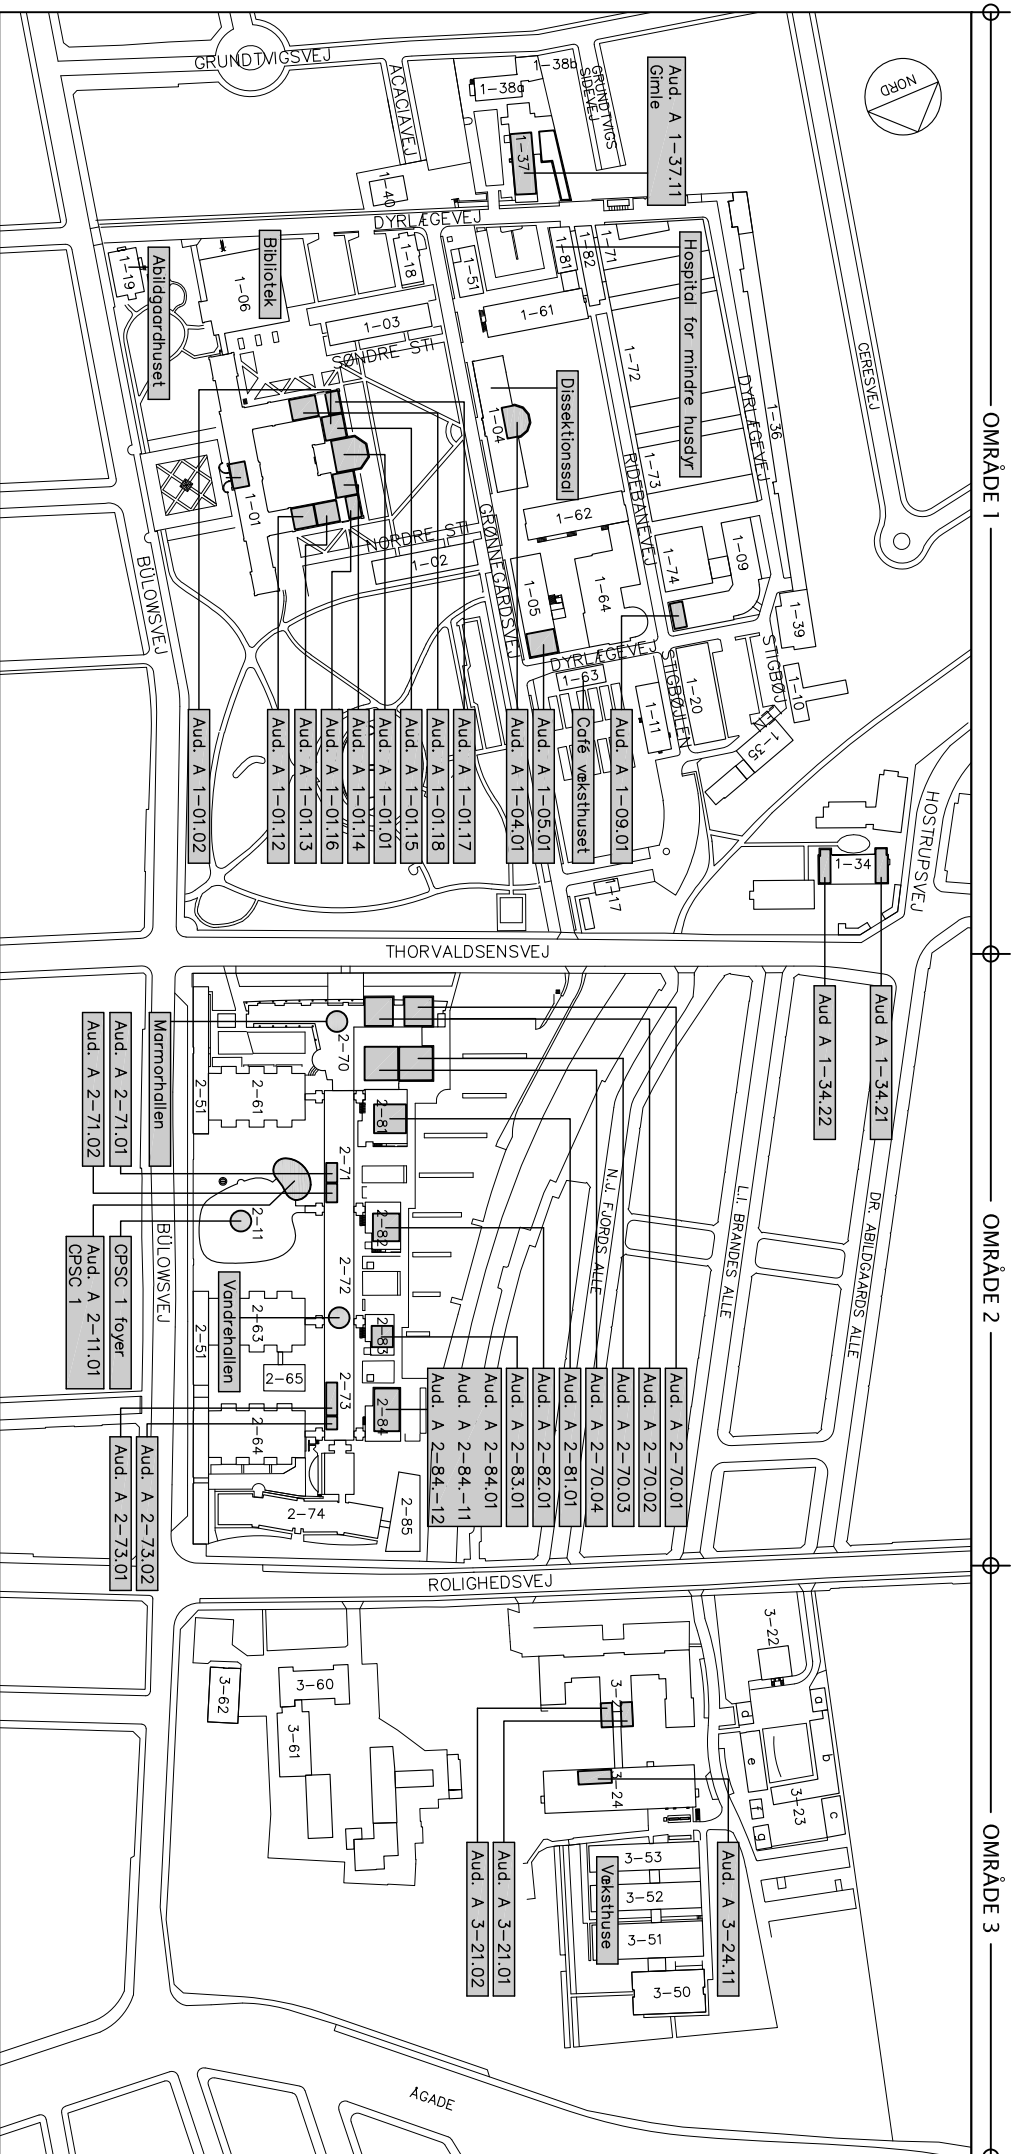 OMRÅDE 1
OMRÅDE 2
OMRÅDE 3
NORD
GRUNDTVIGSVEJ
ACACIAVEJ
GRUNDTVIGS
SIDEVEJ
1-38b
1-38a
1-37
Aud. A 1-37.11
Gimle
1-40
DYRLÆGEVEJ
CERESVEJ
Bibliotek
Abildgaardhuset
1-19
1-06
1-18
1-03
SØNDRE STI
1-51
1-81
1-82
1-71
1-61
1-72
Hospital for mindre husdyr
DYRLÆGEVEJ
1-36
Dissektionssal
1-04
RIDEBANEVEJ
1-73
1-62
GRØNNEGÅRDSVEJ
1-01
NORDRE STI
1-02
BÜLOWSVEJ
1-05
1-64
1-74
1-09
1-39
DYRLÆGEVEJ
STIGBØJLEN
STIGBØJLEN
1-63
1-11
1-20
1-10
1-35
HOSTRUPSVEJ
1-34
1-17
Aud. A 1-01.02
Aud. A 1-01.12
Aud. A 1-01.13
Aud. A 1-01.16
Aud. A 1-01.14
Aud. A 1-01.01
Aud. A 1-01.15
Aud. A 1-01.18
Aud. A 1-01.17
Aud. A 1-04.01
Aud. A 1-05.01
Café væksthuset
Aud. A 1-09.01
THORVALDSENSVEJ
Aud A 1-34.22
Aud A 1-34.21
Marmorhallen
Aud. A 2-71.01
Aud. A 2-71.02
2-70
2-51
2-61
2-81
2-71
2-11
2-82
2-72
2-63
2-51
2-65
2-83
2-73
2-84
2-64
2-74
2-85
Vandrehallen
CPSC 1 foyer
Aud. A 2-11.01
CPSC 1
BÜLOWSVEJ
N.J. FJORDS ALLE
L.I. BRANDES ALLE
DR. ABILDGAARDS ALLE
Aud. A 2-70.01
Aud. A 2-70.02
Aud. A 2-70.03
Aud. A 2-70.04
Aud. A 2-81.01
Aud. A 2-82.01
Aud. A 2-83.01
Aud. A 2-84.01
Aud. A 2-84.-11
Aud. A 2-84.-12
Aud. A 2-73.02
Aud. A 2-73.01
ROLIGHEDSVEJ
3-22
3-62
3-60
3-61
3-24
a
b
c
d
e
f
g
3-23
3-53
3-52
3-51
3-50
Væksthuse
Aud. A 3-24.11
Aud. A 3-21.01
Aud. A 3-21.02
ÅGADE